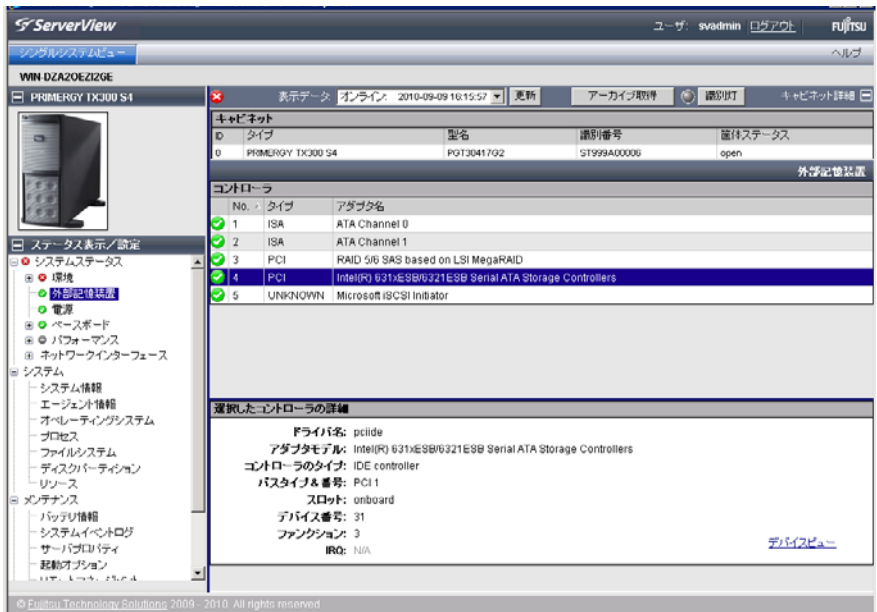 ServerView
ユーザ: svadmin ログアウト FUJITSU
シングルシステムビュー ヘルプ
WIN-DZA2OEZI2GE
PRIMERGY TX300 S4
表示データ: オンライン: 2010-09-09 16:15:57 更新 アーカイブ取得 識別灯 キャビネット詳細
キャビネット
ID タイプ 型名 識別番号 筐体ステータス
0 PRIMERGY TX300 S4 PGT30417G2 ST999A00006 open
外部記憶装置
コントローラ
No. タイプ アダプタ名
1 ISA ATA Channel 0
2 ISA ATA Channel 1
3 PCI RAID 5/6 SAS based on LSI MegaRAID
4 PCI Intel(R) 631xESB/6321ESB Serial ATA Storage Controllers
5 UNKNOWN Microsoft iSCSI Initiator
ステータス表示/設定
システムステータス
環境
外部記憶装置
電源
ベースボード
パフォーマンス
ネットワークインターフェース
システム
システム情報
エージェント情報
オペレーティングシステム
プロセス
ファイルシステム
ディスクパーティション
リソース
メンテナンス
バッテリ情報
システムイベントログ
サーバプロパティ
起動オプション
選択したコントローラの詳細
ドライバ名: pciide
アダプタモデル: Intel(R) 631xESB/6321ESB Serial ATA Storage Controllers
コントローラのタイプ: IDE controller
バスタイプ&番号: PCI 1
スロット: onboard
デバイス番号: 31
ファンクション: 3
IRQ: N/A
デバイスビュー
© Fujitsu Technology Solutions 2009 - 2010. All rights reserved